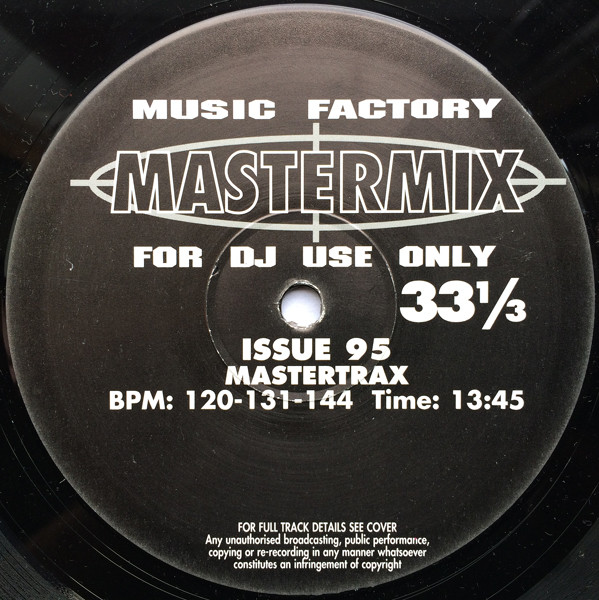 MUSIC FACTORY
MASTERMIX
FOR DJ USE ONLY
33⅓
ISSUE 95
MASTERTRAX
BPM: 120-131-144 Time: 13:45
FOR FULL TRACK DETAILS SEE COVER
Any unauthorised broadcasting, public performance,
copying or re-recording in any manner whatsoever
constitutes an infringement of copyright